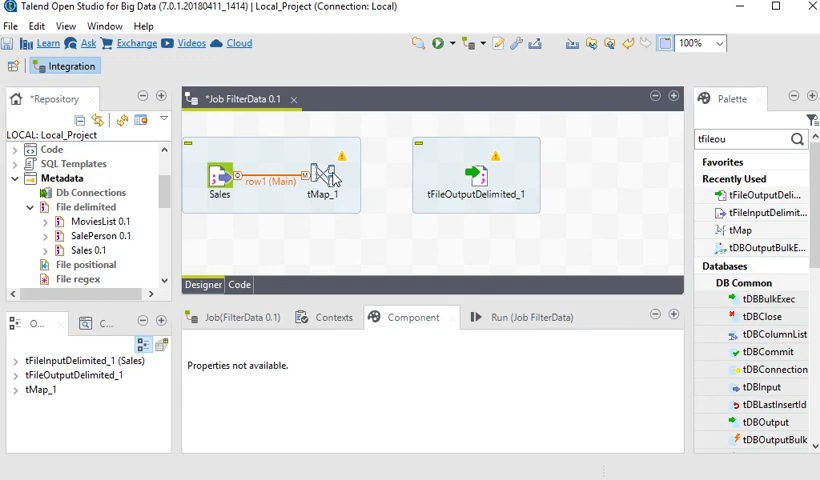 Talend Open Studio for Big Data (7.0.1.20180411_1414) | Local_Project (Connection: Local)
File Edit View Window Help
Learn Ask Exchange Videos Cloud 100%
Integration
*Repository
LOCAL: Local_Project
Code
SQL Templates
Metadata
Db Connections
File delimited
MoviesList 0.1
SalePerson 0.1
Sales 0.1
File positional
File regex
*Job FilterData 0.1
Sales
row1 (Main)
tMap_1
tFileOutputDelimited_1
Designer Code
Palette
tfileou
Favorites
Recently Used
tFileOutputDeli...
tFileInputDelimit...
tMap
tDBOutputBulkE...
Databases
DB Common
tDBBulkExec
tDBClose
tDBColumnList
tDBCommit
tDBConnection
tDBInput
tDBLastInsertId
tDBOutput
tDBOutputBulk
O... C...
tFileInputDelimited_1 (Sales)
tFileOutputDelimited_1
tMap_1
Job(FilterData 0.1) Contexts Component Run (Job FilterData)
Properties not available.